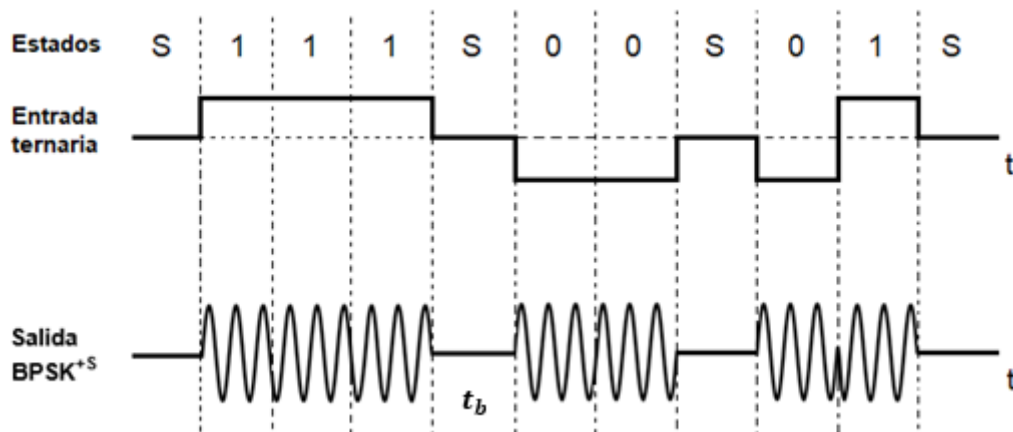 Estados S 1 1 1 S 0 0 S 0 1 S
Entrada
ternaria
t
Salida
BPSK⁺ˢ
t
t_b